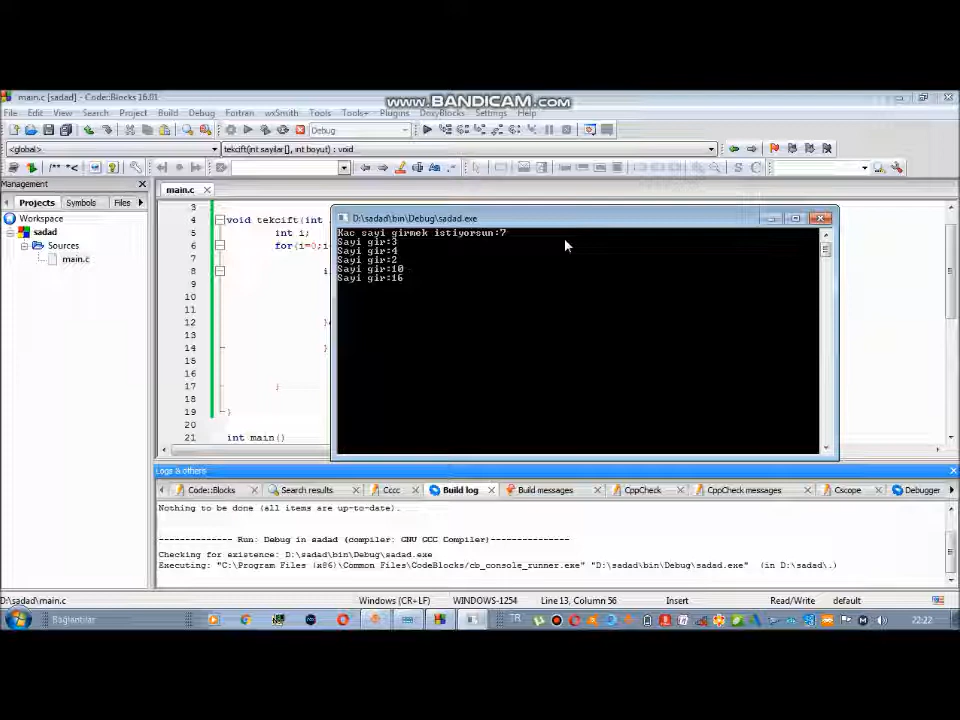 main.c [sadad] - Code::Blocks 16.01
www.BANDICAM.com
File Edit View Search Project Build Debug Fortran wxSmith Tools Tools+ Plugins DoxyBlocks Settings Help
Debug
<global>
tekcift(int sayilar[], int boyut) : void
/** *<
Aa
S C
Management
main.c
Projects Symbols Files
Workspace
sadad
Sources
main.c
3
4 void tekcift(int
5 int i;
6 for(i=0;i
7
8 i
9
10
11
12 }
13
14 }
15
16
17 }
18
19 }
21 int main()
D:\sadad\bin\Debug\sadad.exe
Kac sayi girmek istiyorsun:7
Sayi gir:3
Sayi gir:4
Sayi gir:2
Sayi gir:10
Sayi gir:16
Logs & others
Code::Blocks Search results Cccc Build log Build messages CppCheck CppCheck messages Cscope Debugger
Nothing to be done (all items are up-to-date).
-------------- Run: Debug in sadad (compiler: GNU GCC Compiler)---------------
Checking for existence: D:\sadad\bin\Debug\sadad.exe
Executing: "C:\Program Files (x86)\Common Files\CodeBlocks/cb_console_runner.exe" "D:\sadad\bin\Debug\sadad.exe" (in D:\sadad\.)
D:\sadad\main.c Windows (CR+LF) WINDOWS-1254 Line 13, Column 56 Insert Read/Write default
Bağlantılar
TR
22:22